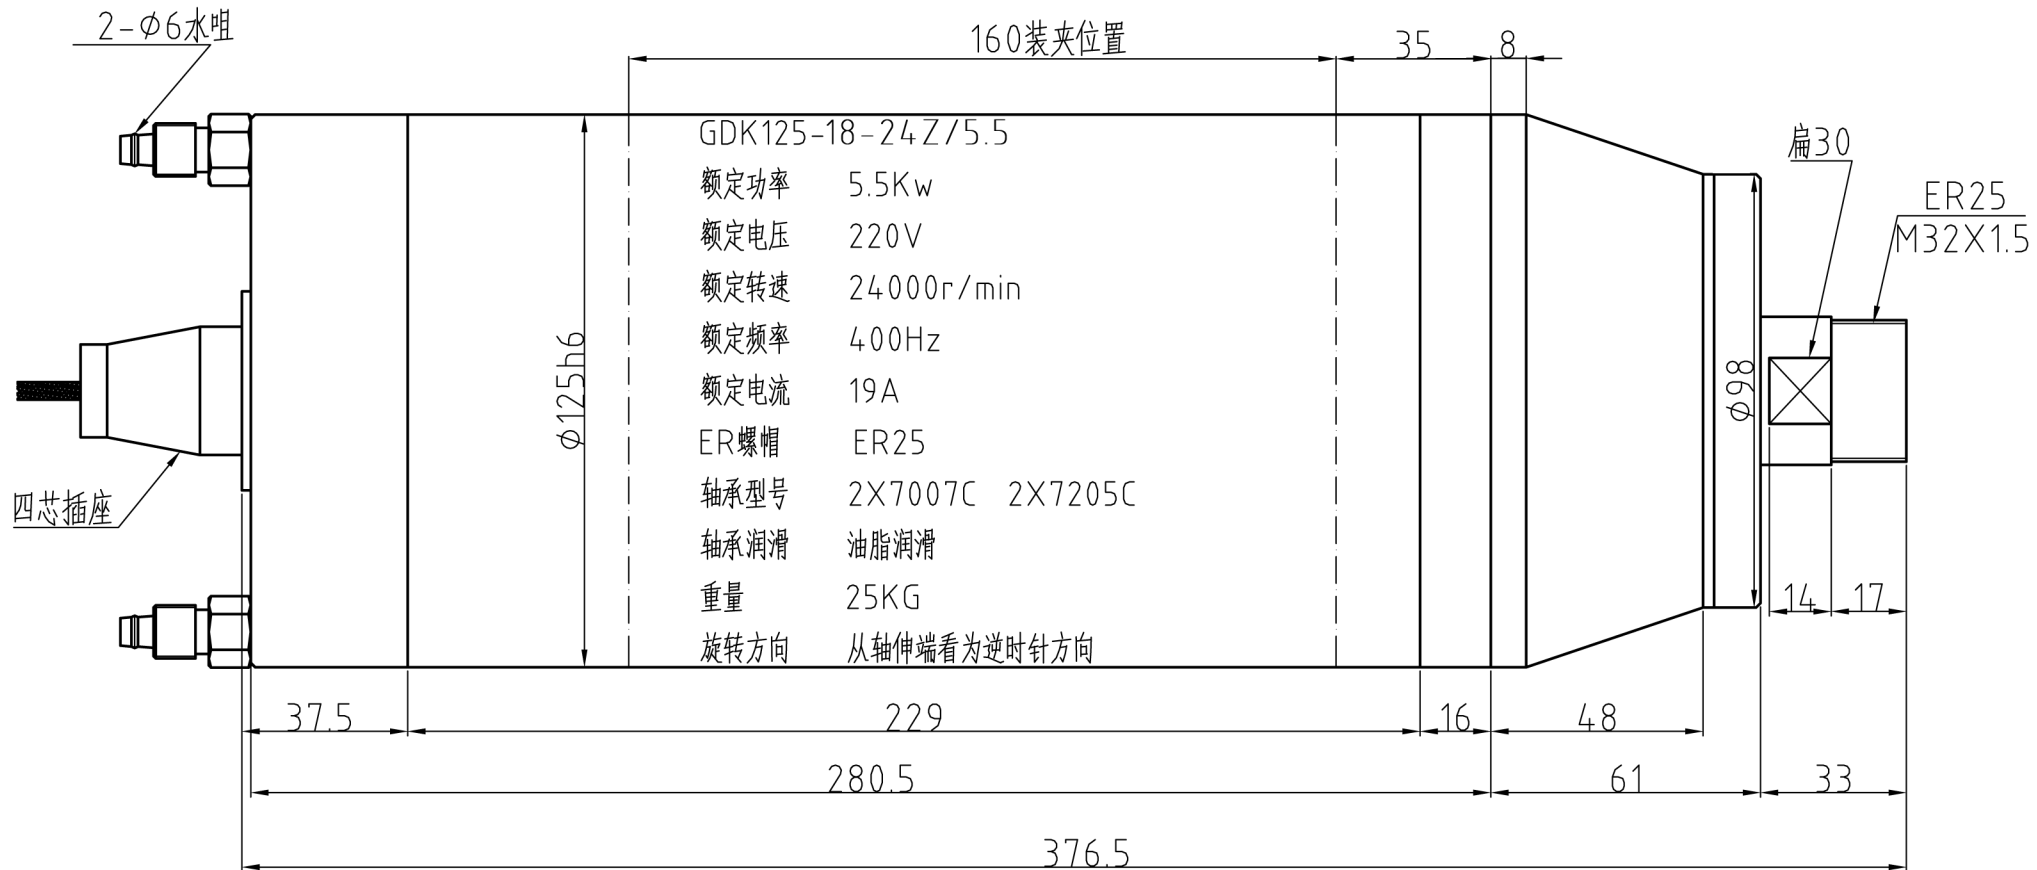 2-Φ6水咀
160装夹位置
35
8
GDK125-18-24Z/5.5
额定功率 5.5Kw
额定电压 220V
额定转速 24000r/min
额定频率 400Hz
额定电流 19A
ER螺帽 ER25
轴承型号 2X7007C 2X7205C
轴承润滑 油脂润滑
重量 25KG
旋转方向 从轴伸端看为逆时针方向
扁30
ER25
M32X1.5
ϕ125h6
ϕ98
四芯插座
14
17
37.5
229
16
48
280.5
61
33
376.5